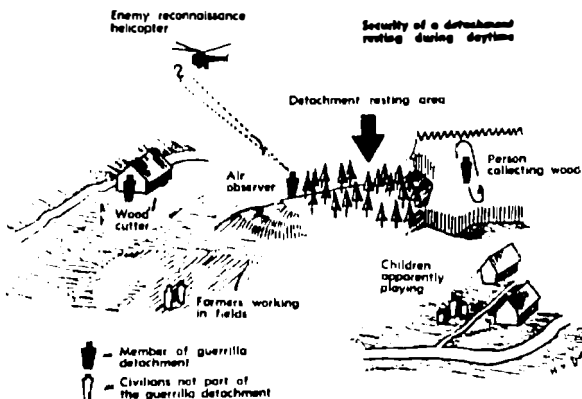 Enemy reconnaissance
helicopter
Security of a detachment
resting during daytime
Detachment resting area
Air
observer
Person
collecting wood
Wood
cutter
Children
apparently
playing
Farmers working
in fields
= Member of guerrilla
detachment
= Civilians not part of
the guerrilla detachment